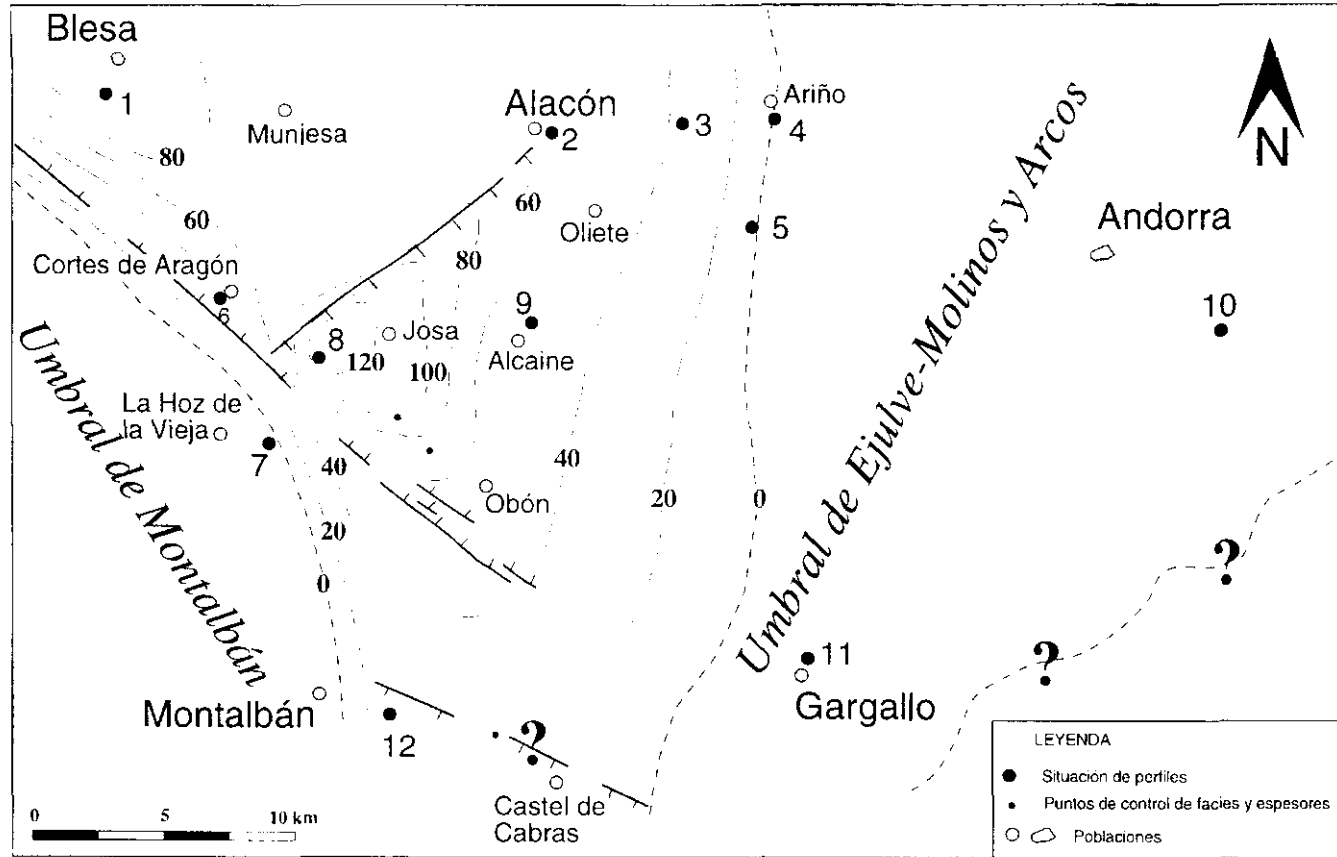 Blesa
1
Muniesa
80
60
Cortes de Aragón
6
Alacón
2
3
Ariño
4
60
Oliete
5
80
9
8
Josa
120
100
Alcaine
N
Andorra
10
Umbral de Ejulve-Molinos y Arcos
Umbral de Montalbán
La Hoz de
la Vieja
7
40
20
0
Obón
40
20
0
?
?
11
Gargallo
Montalbán
12
?
Castel de
Cabras
0 5 10 km
LEYENDA
Situación de perfiles
Puntos de control de facies y espesores
Poblaciones